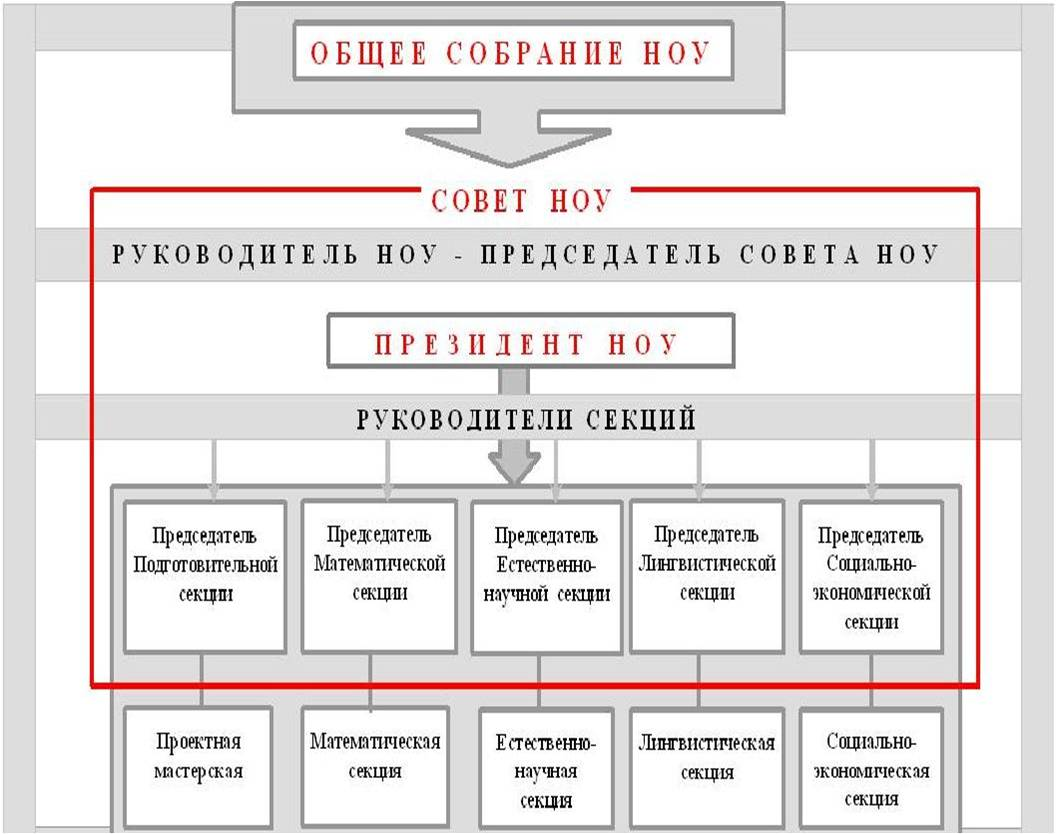 ОБЩЕЕ СОБРАНИЕ НОУ
СОВЕТ НОУ
РУКОВОДИТЕЛЬ НОУ - ПРЕДСЕДАТЕЛЬ СОВЕТА НОУ
ПРЕЗИДЕНТ НОУ
РУКОВОДИТЕЛИ СЕКЦИЙ
Председатель
Подготовительной
секции
Председатель
Математической
секции
Председатель
Естественно-
научной секции
Председатель
Лингвистической
секции
Председатель
Социально-
экономической
секции
Проектная
мастерская
Математическая
секция
Естественно-
научная
секция
Лингвистическая
секция
Социально-
экономическая
секция